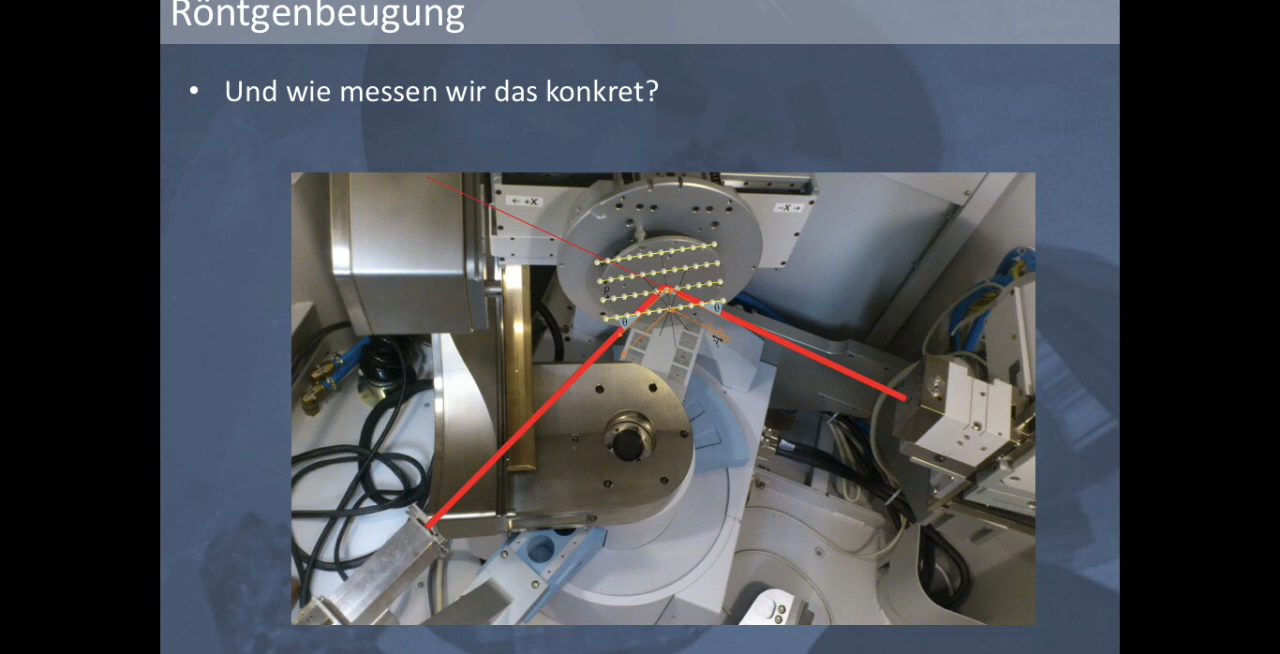 Röntgenbeugung
• Und wie messen wir das konkret?
← +X
−X →
θ
θ